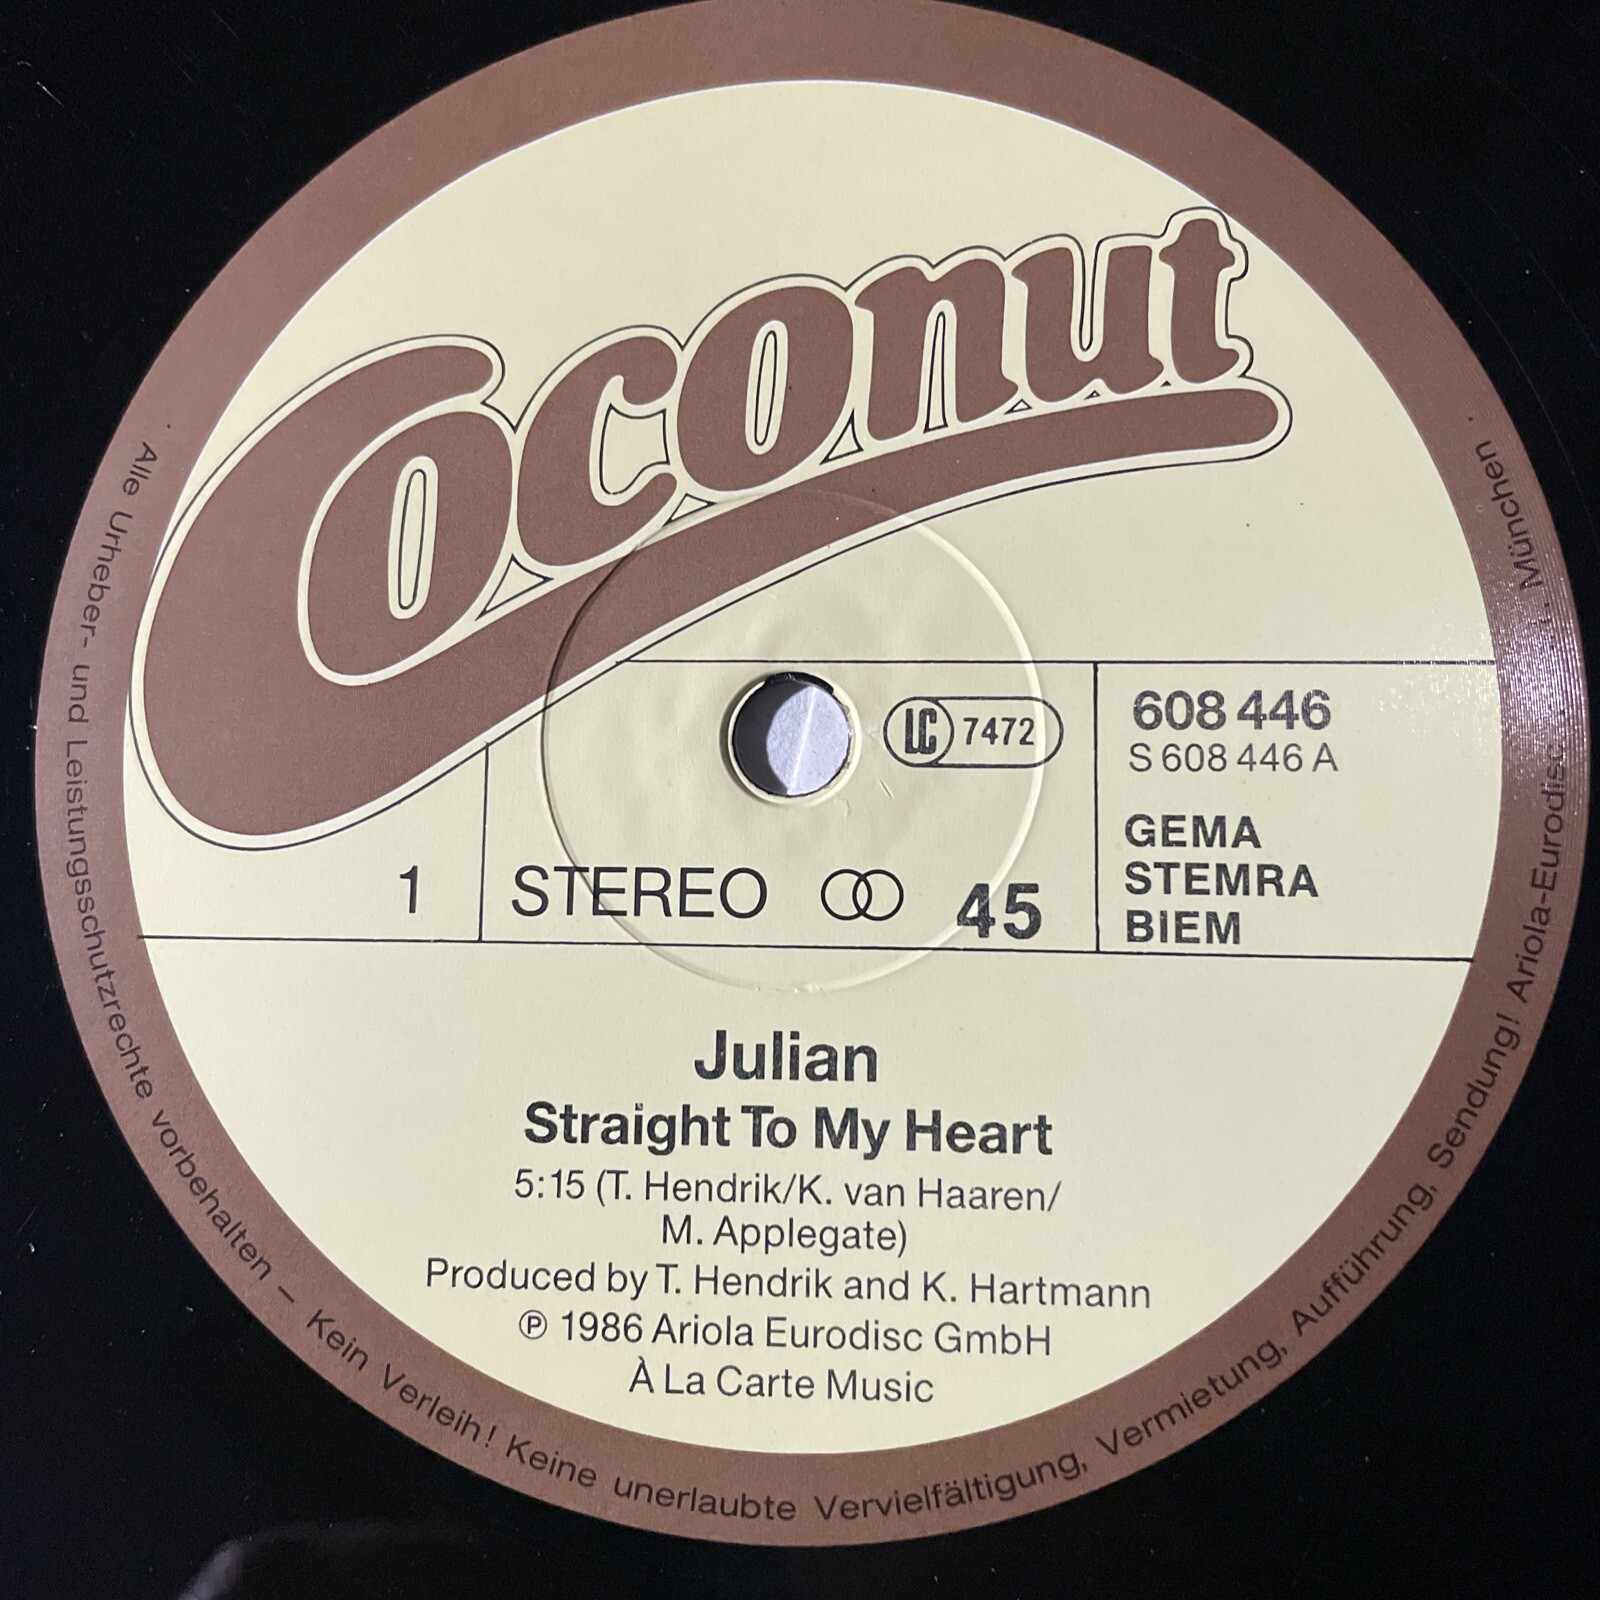 Coconut
LC 7472
608 446
S 608 446 A
GEMA
STEMRA
BIEM
1
STEREO
45
Julian
Straight To My Heart
5:15 (T. Hendrik/K. van Haaren/
M. Applegate)
Produced by T. Hendrik and K. Hartmann
℗ 1986 Ariola Eurodisc GmbH
À La Carte Music
Alle Urheber- und Leistungsschutzrechte vorbehalten – Kein Verleih! Keine unerlaubte Vervielfältigung, Vermietung, Aufführung, Sendung! Ariola-Eurodisc München ·